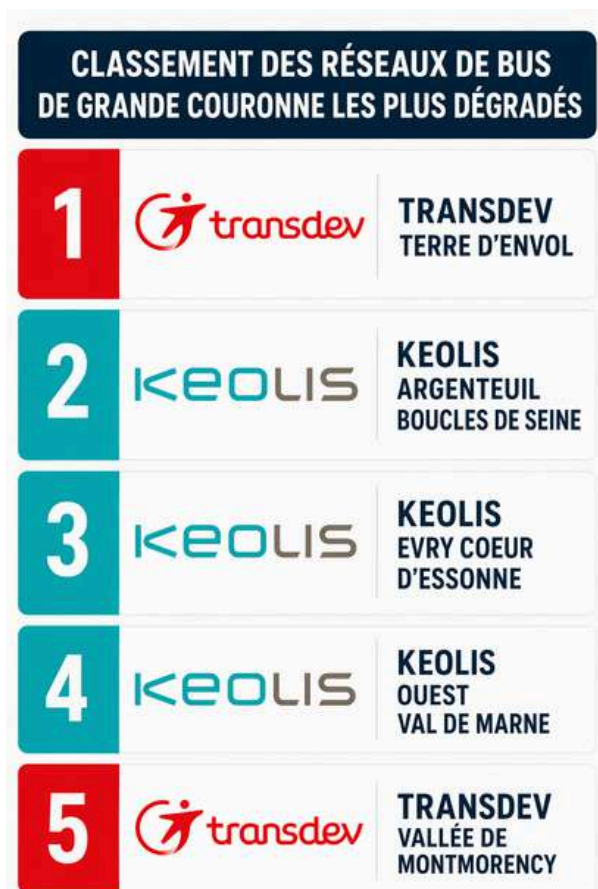 CLASSEMENT DES RÉSEAUX DE BUS
DE GRANDE COURONNE LES PLUS DÉGRADÉS
1
transdev
TRANSDEV
TERRE D'ENVOL
2
KEOLIS
KEOLIS
ARGENTEUIL
BOUCLES DE SEINE
3
KEOLIS
KEOLIS
EVRY COEUR
D'ESSONNE
4
KEOLIS
KEOLIS
OUEST
VAL DE MARNE
5
transdev
TRANSDEV
VALLÉE DE
MONTMORENCY